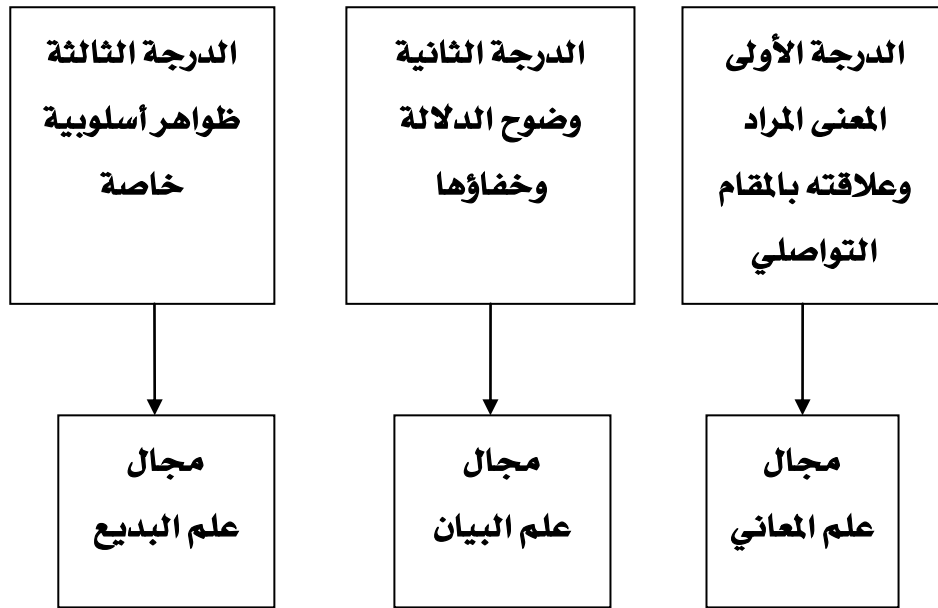 الدرجة الأولى
المعنى المراد
وعلاقته بالمقام
التواصلي
الدرجة الثانية
وضوح الدلالة
وخفاؤها
الدرجة الثالثة
ظواهر أسلوبية
خاصة
مجال
علم المعاني
مجال
علم البيان
مجال
علم البديع